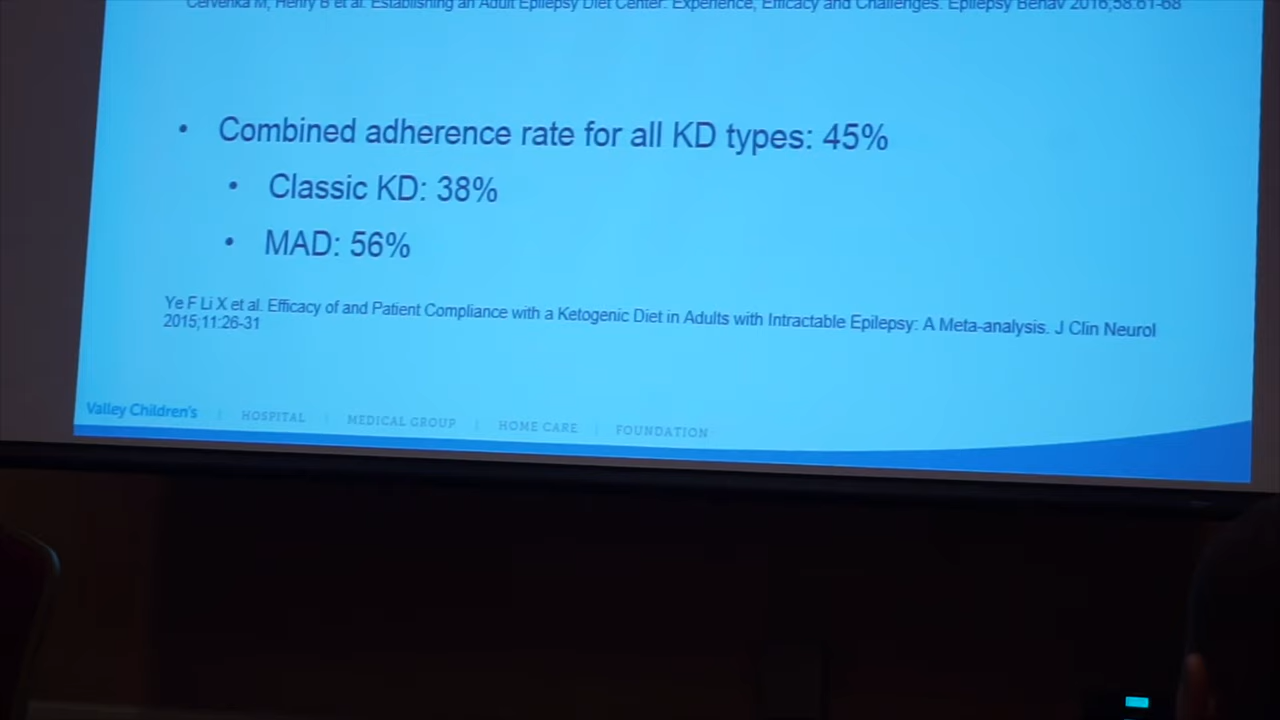 Cervenka M, Henry B et al. Establishing an Adult Epilepsy Diet Center: Experience, Efficacy and Challenges. Epilepsy Behav 2016;58:61-68
• Combined adherence rate for all KD types: 45%
• Classic KD: 38%
• MAD: 56%
Ye F Li X et al. Efficacy of and Patient Compliance with a Ketogenic Diet in Adults with Intractable Epilepsy: A Meta-analysis. J Clin Neurol
2015;11:26-31
Valley Children's | HOSPITAL | MEDICAL GROUP | HOME CARE | FOUNDATION